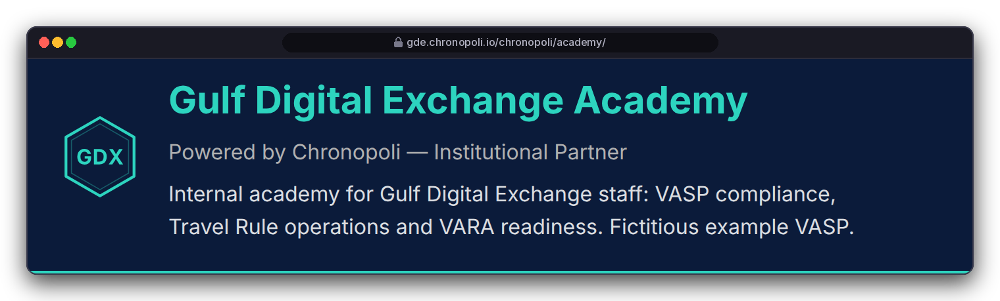 gde.chronopoli.io/chronopoli/academy/
Gulf Digital Exchange Academy
GDX
Powered by Chronopoli — Institutional Partner
Internal academy for Gulf Digital Exchange staff: VASP compliance,
Travel Rule operations and VARA readiness. Fictitious example VASP.